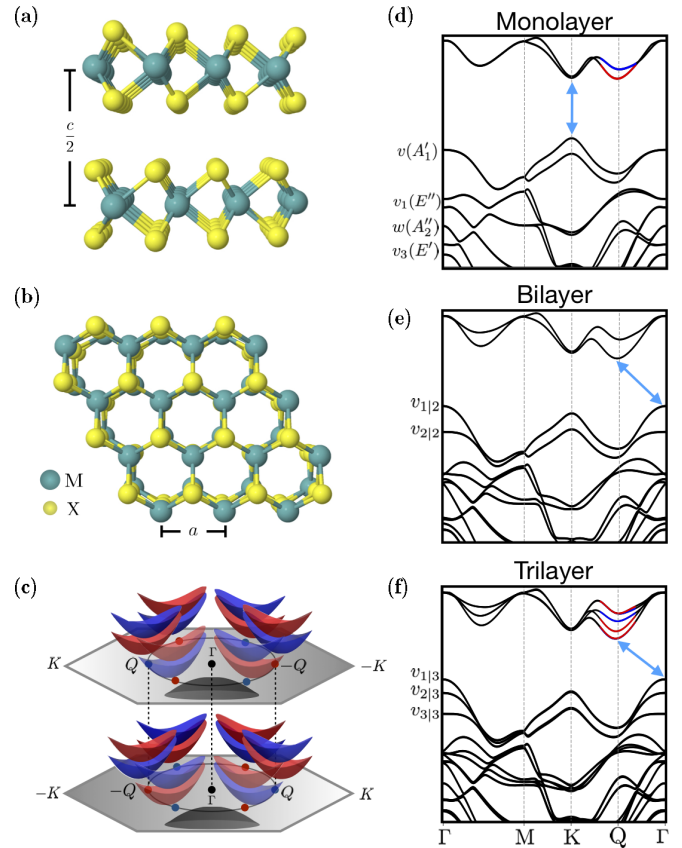 (a)
c
2
(b)
M
X
a
(c)
K
Q
Γ
−Q
−K
−K
−Q
Γ
Q
K
(d)
Monolayer
v(A′₁)
v₁(E″)
w(A″₂)
v₃(E′)
(e)
Bilayer
v₁|₂
v₂|₂
(f)
Trilayer
v₁|₃
v₂|₃
v₃|₃
Γ M K Q Γ